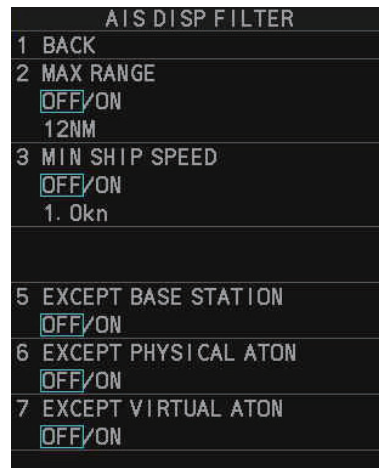 AIS DISP FILTER
1 BACK
2 MAX RANGE
OFF/ON
12NM
3 MIN SHIP SPEED
OFF/ON
1.0kn
5 EXCEPT BASE STATION
OFF/ON
6 EXCEPT PHYSICAL ATON
OFF/ON
7 EXCEPT VIRTUAL ATON
OFF/ON